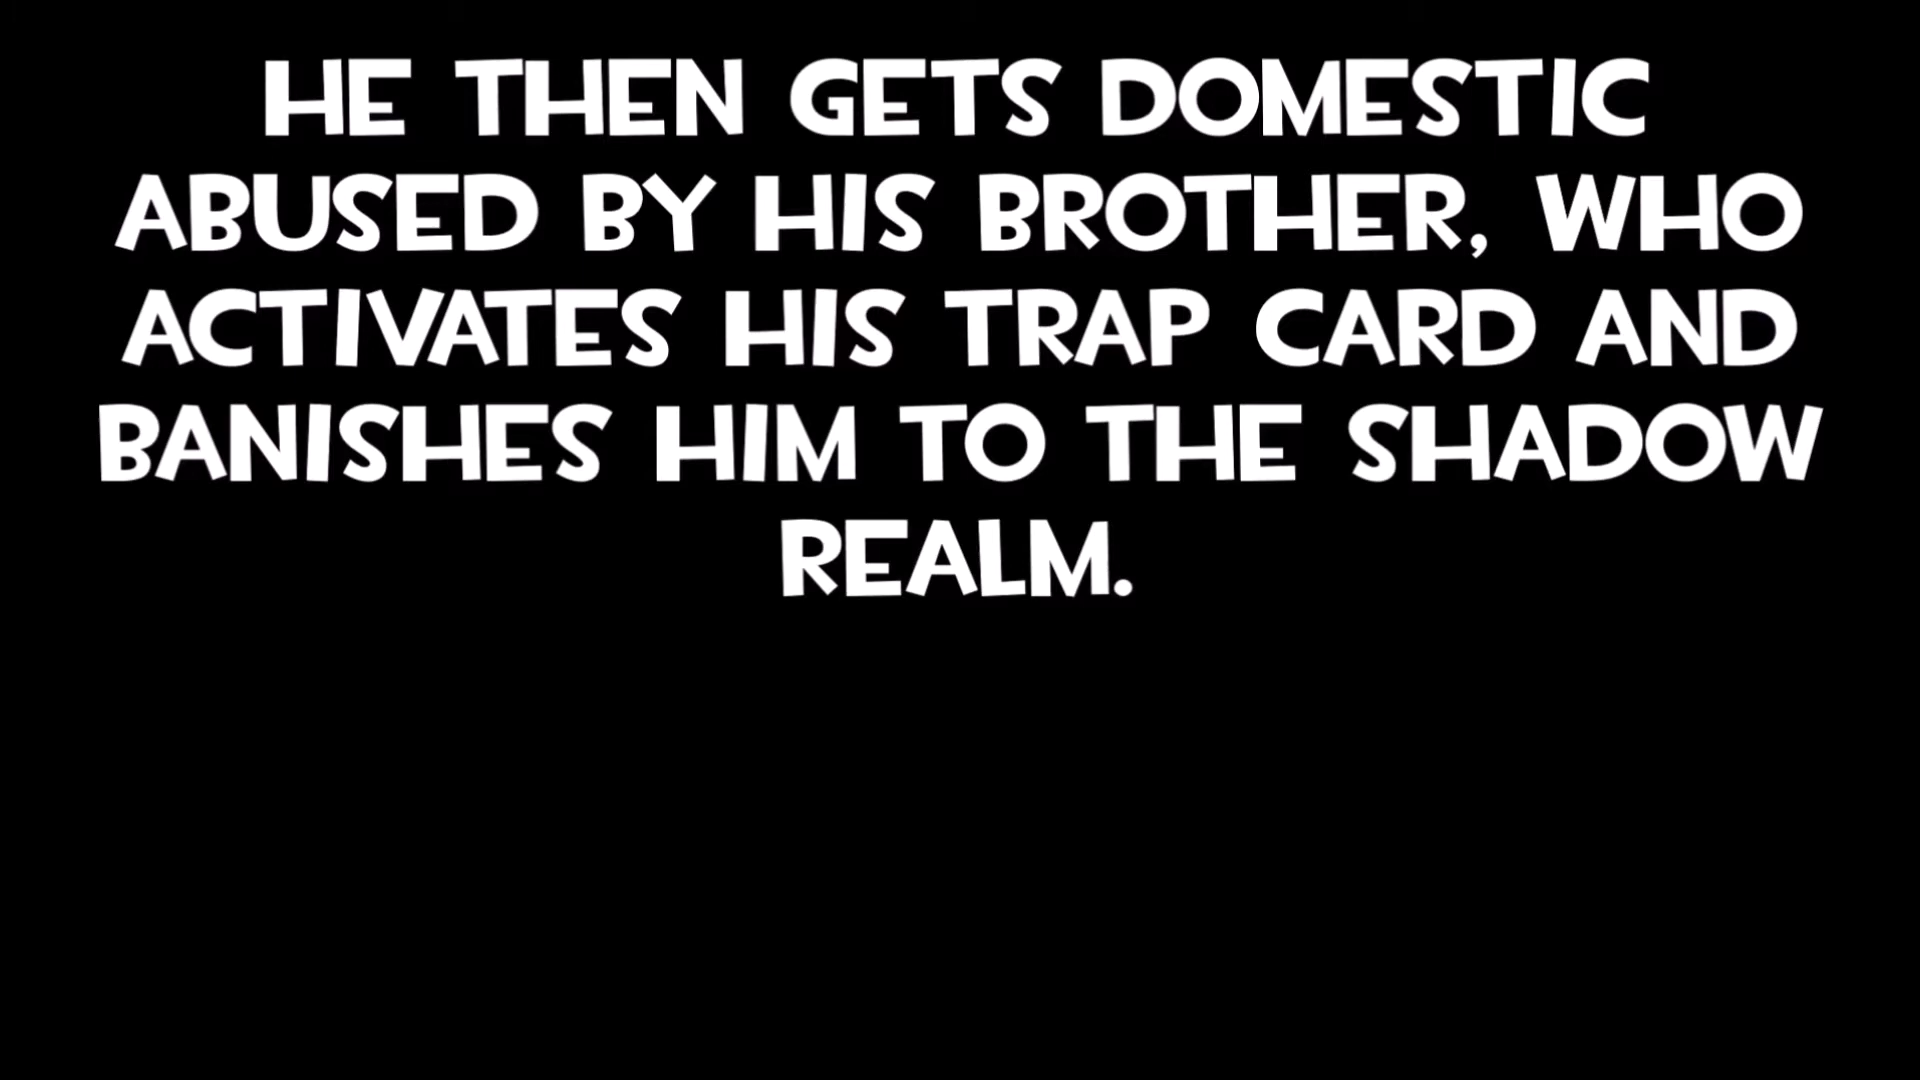 HE THEN GETS DOMESTIC
ABUSED BY HIS BROTHER, WHO
ACTIVATES HIS TRAP CARD AND
BANISHES HIM TO THE SHADOW
REALM.